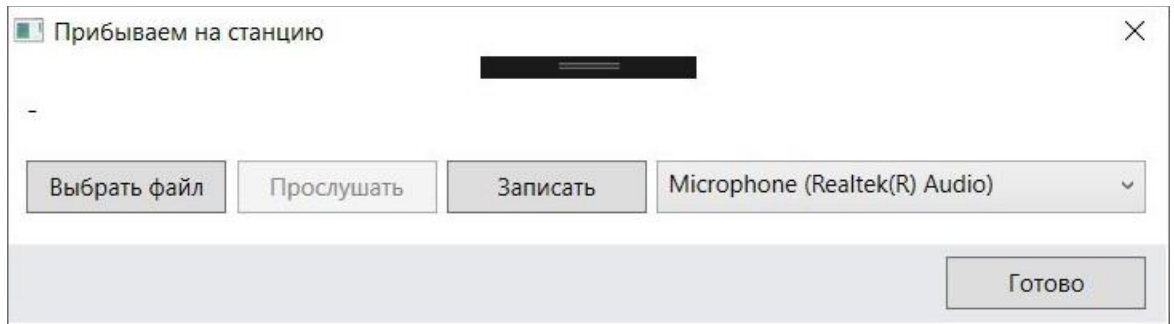 Прибываем на станцию
-
Выбрать файл Прослушать Записать Microphone (Realtek(R) Audio)
Готово